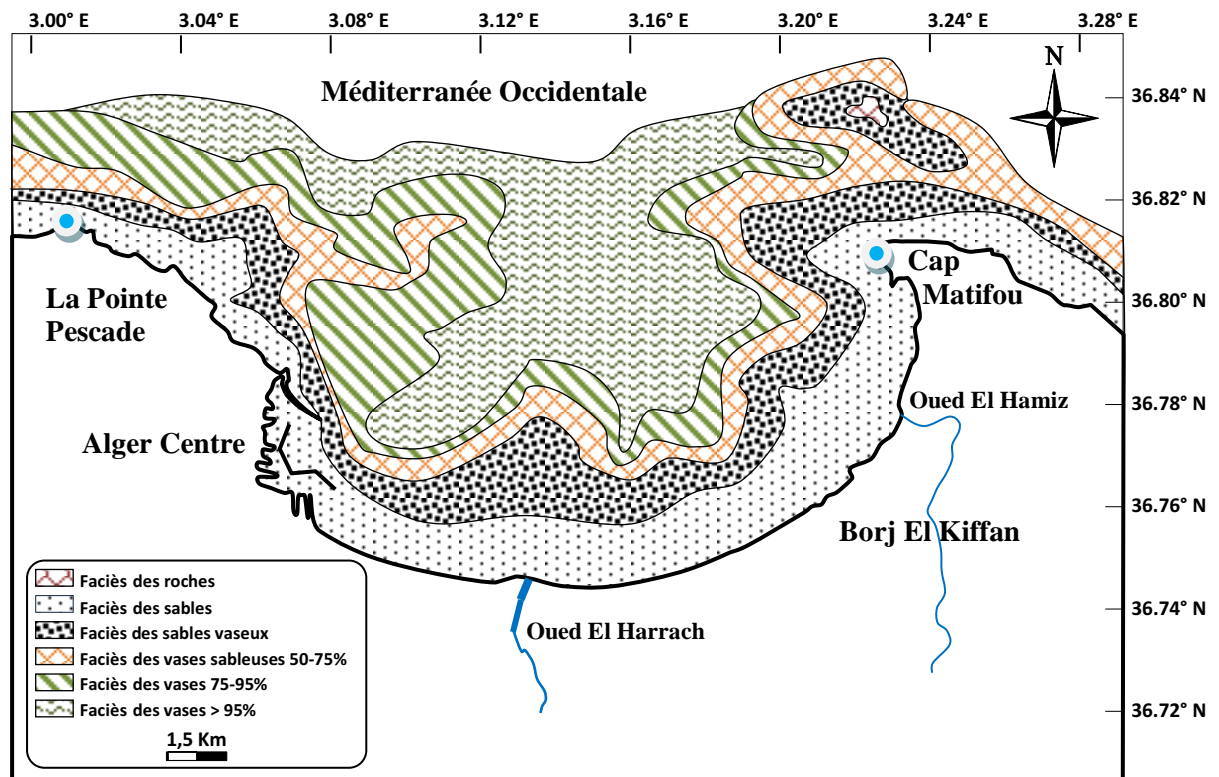 3.00° E 3.04° E 3.08° E 3.12° E 3.16° E 3.20° E 3.24° E 3.28° E
N
Méditerranée Occidentale
36.84° N
36.82° N
Cap
Matifou
La Pointe
Pescade
36.80° N
Oued El Hamiz
36.78° N
Alger Centre
36.76° N
Borj El Kiffan
Faciès des roches
Faciès des sables
Faciès des sables vaseux
Faciès des vases sableuses 50-75%
Faciès des vases 75-95%
Faciès des vases > 95%
1,5 Km
36.74° N
Oued El Harrach
36.72° N